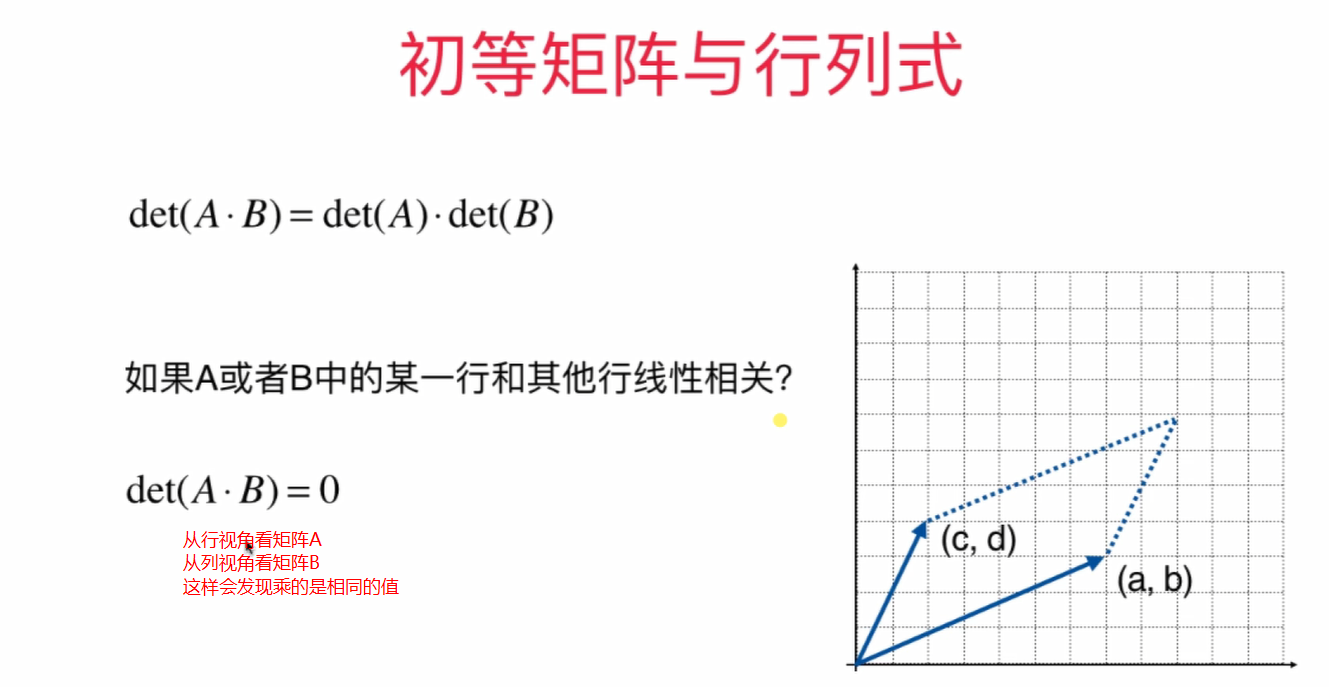 初等矩阵与行列式
det(A · B) = det(A) · det(B)
如果A或者B中的某一行和其他行线性相关?
det(A · B) = 0
从行视角看矩阵A
从列视角看矩阵B
这样会发现乘的是相同的值
(c, d)
(a, b)